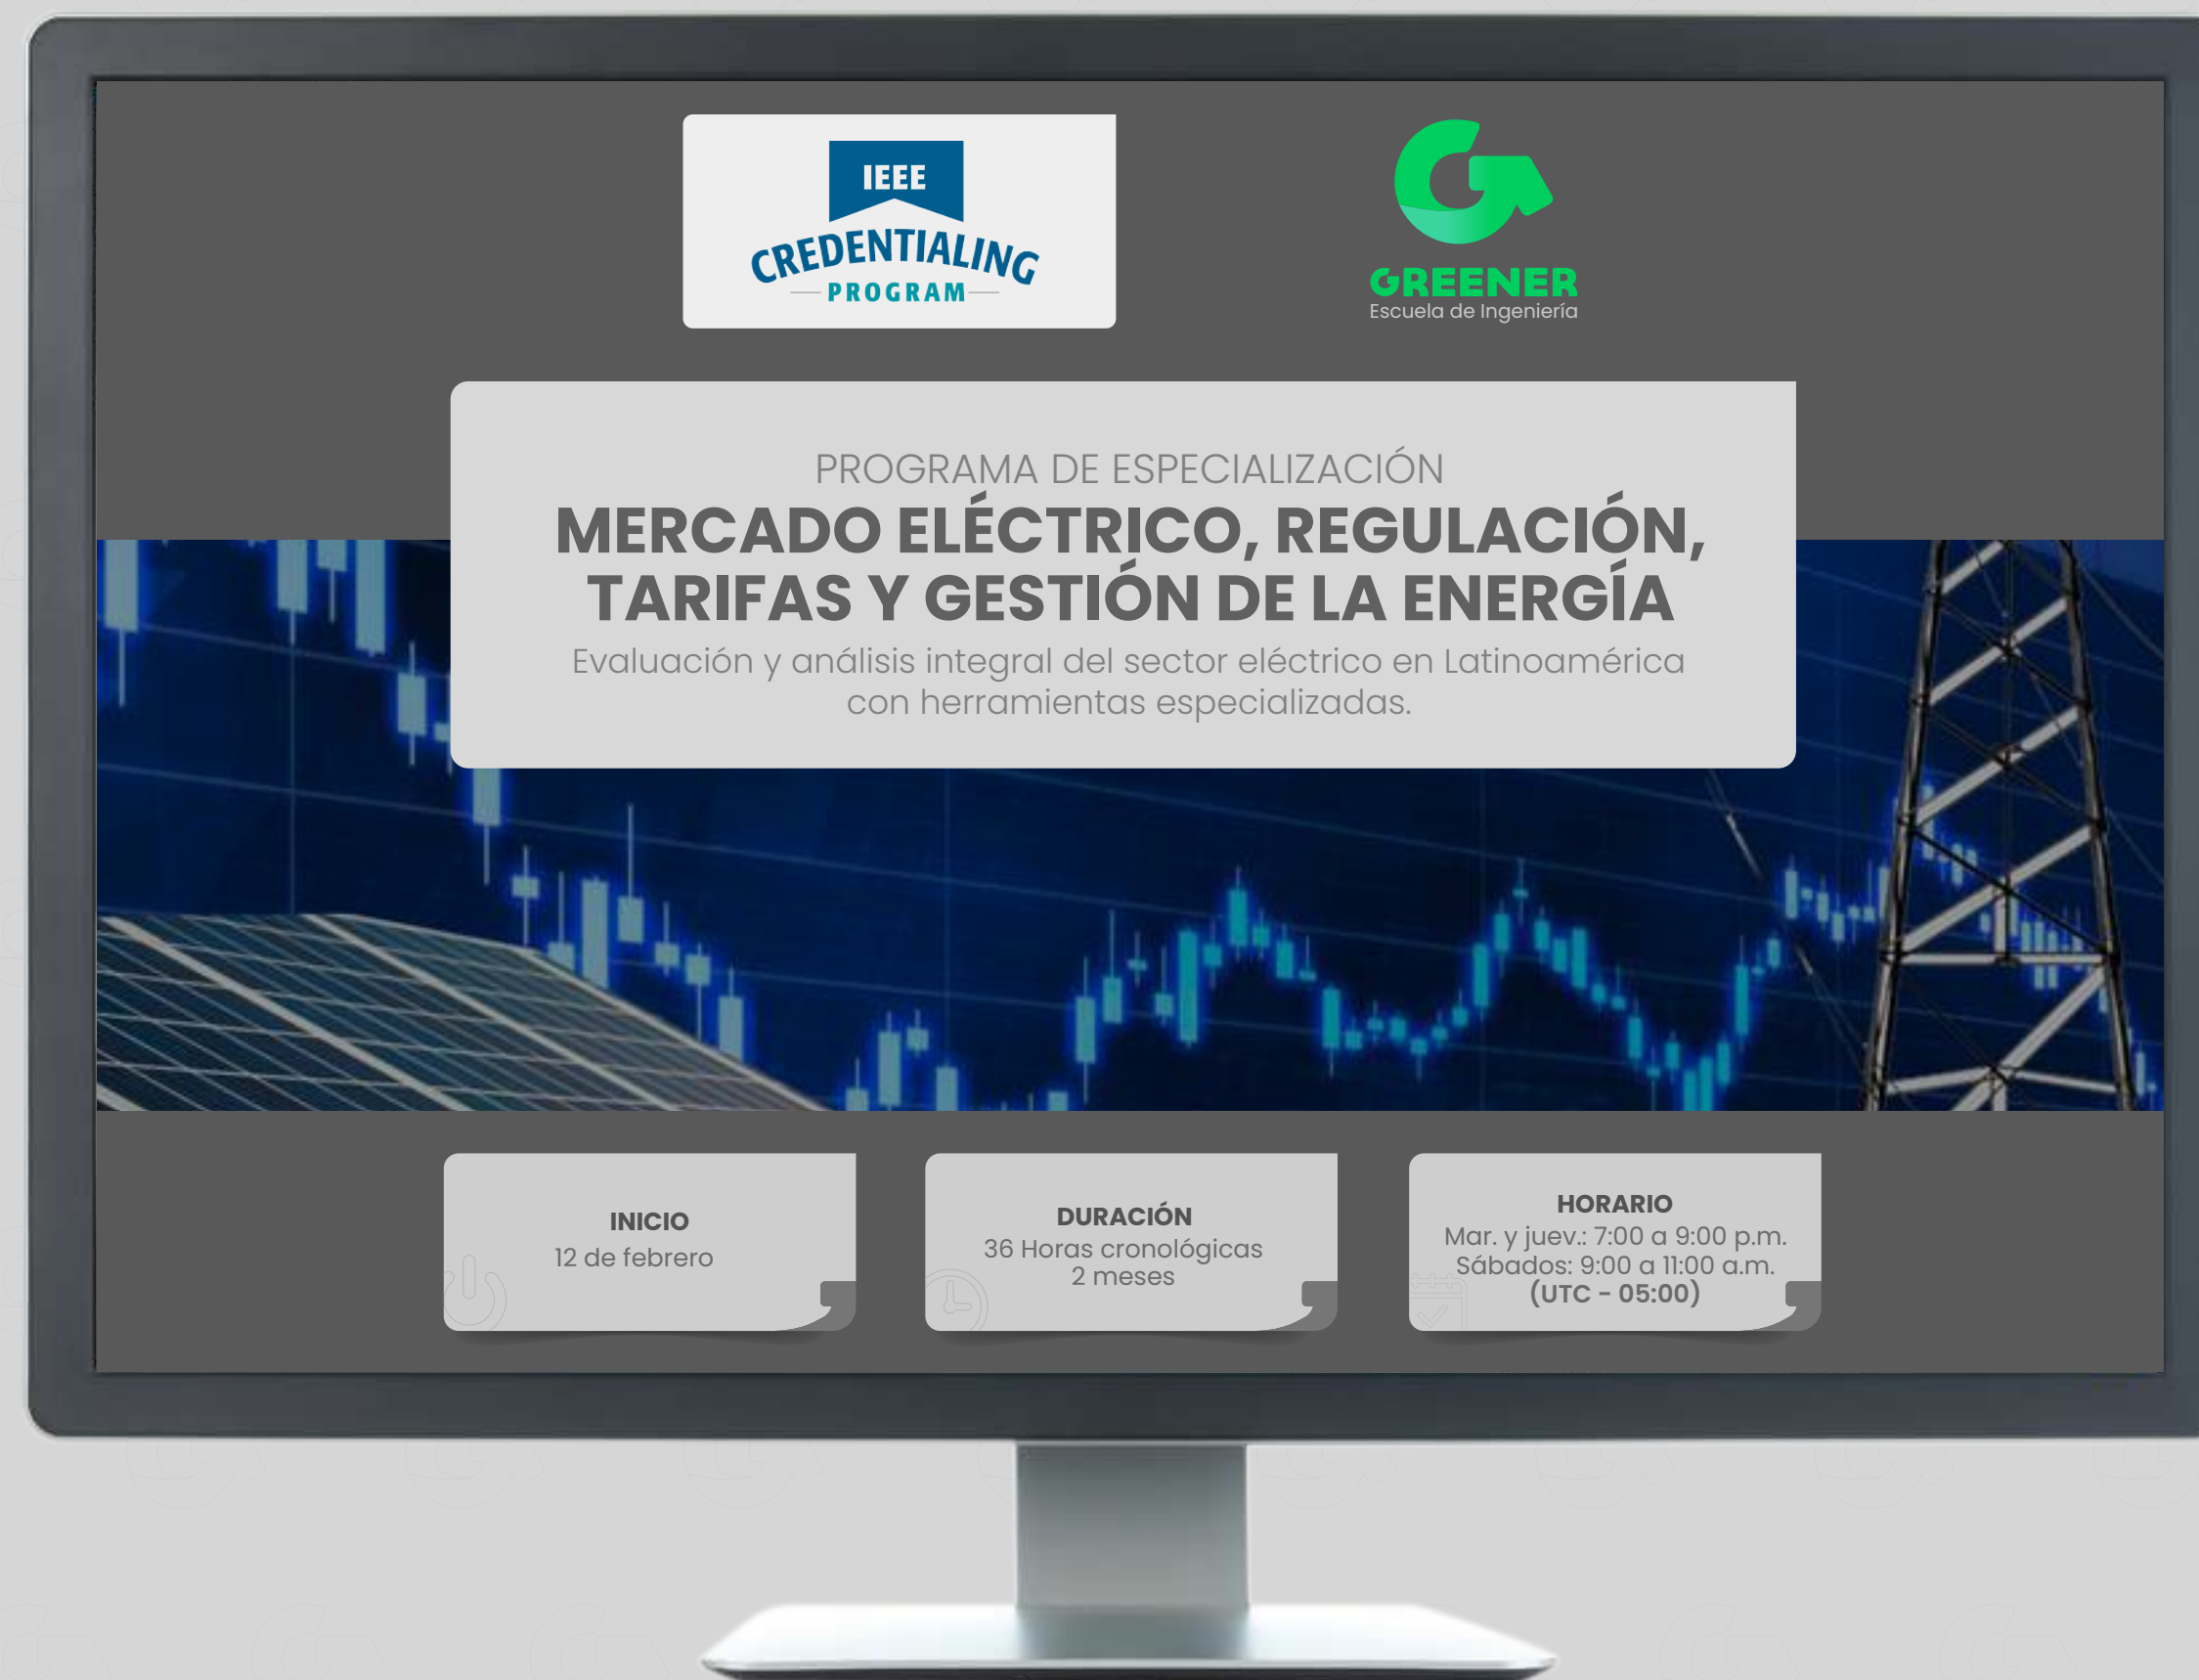 IEEE
CREDENTIALING
PROGRAM
GREENER
Escuela de Ingeniería
PROGRAMA DE ESPECIALIZACIÓN
MERCADO ELÉCTRICO, REGULACIÓN,
TARIFAS Y GESTIÓN DE LA ENERGÍA
Evaluación y análisis integral del sector eléctrico en Latinoamérica
con herramientas especializadas.
INICIO
12 de febrero
DURACIÓN
36 Horas cronológicas
2 meses
HORARIO
Mar. y juev.: 7:00 a 9:00 p.m.
Sábados: 9:00 a 11:00 a.m.
(UTC - 05:00)